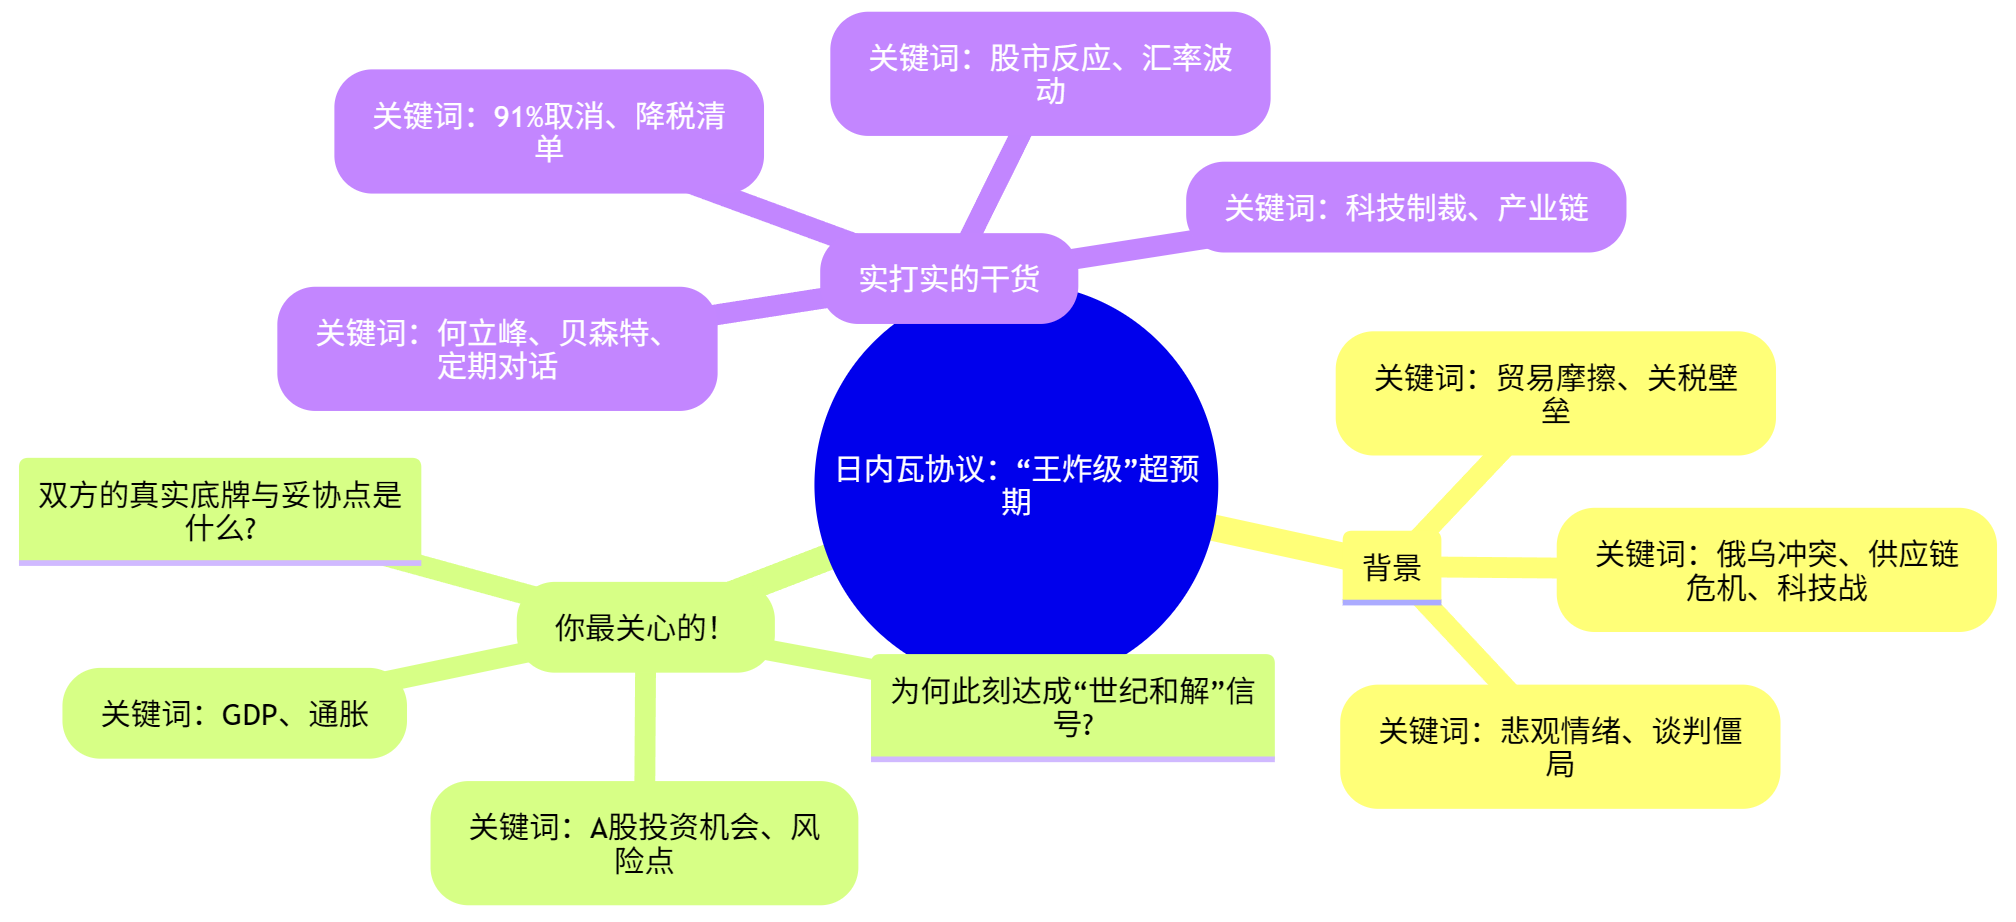 关键词：股市反应、汇率波
动
关键词：91%取消、降税清
单
关键词：科技制裁、产业链
实打实的干货
关键词：何立峰、贝森特、
定期对话
日内瓦协议：“王炸级”超预
期
关键词：贸易摩擦、关税壁
垒
背景
关键词：俄乌冲突、供应链
危机、科技战
关键词：悲观情绪、谈判僵
局
双方的真实底牌与妥协点是
什么?
你最关心的!
关键词：GDP、通胀
为何此刻达成“世纪和解”信
号?
关键词：A股投资机会、风
险点